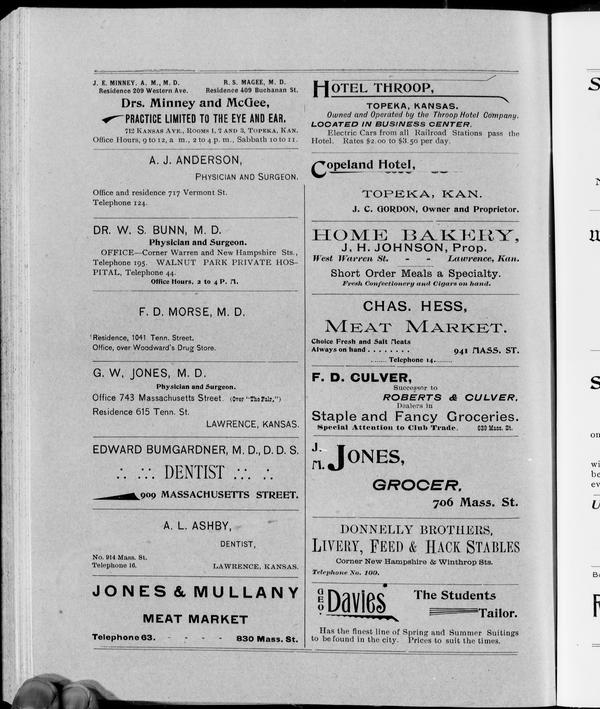 J. E. MINNEY, A. M., M. D.
Residence 209 Western Ave.
R. S. MAGEE, M. D.
Residence 409 Buchanan St.
Drs. Minney and McGee,
PRACTICE LIMITED TO THE EYE AND EAR.
712 KANSAS AVE., ROOMS 1, 2 AND 3, TOPEKA, KAN.
Office Hours, 9 to 12, a m., 2 to 4 p. m., Sabbath 10 to 11.
A. J. ANDERSON,
PHYSICIAN AND SURGEON.
Office and residence 717 Vermont St.
Telephone 124.
DR. W. S. BUNN, M. D.
Physician and Surgeon.
OFFICE—Corner Warren and New Hampshire Sts.,
Telephone 195. WALNUT PARK PRIVATE HOS-
PITAL, Telephone 44.
Office Hours, 2 to 4 P. M.
F. D. MORSE, M. D.
Residence, 1041 Tenn. Street.
Office, over Woodward's Drug Store.
G. W. JONES, M. D.
Physician and Surgeon.
Office 743 Massachusetts Street. (Over "The Fair,")
Residence 615 Tenn. St.
LAWRENCE, KANSAS.
EDWARD BUMGARDNER, M. D., D. D. S.
DENTIST
909 MASSACHUSETTS STREET.
A. L. ASHBY,
DENTIST,
No. 914 Mass. St.
Telephone 16.
LAWRENCE, KANSAS.
JONES & MULLANY
MEAT MARKET
Telephone 63. - - - - 830 Mass. St.
HOTEL THROOP,
TOPEKA, KANSAS.
Owned and Operated by the Throop Hotel Company.
LOCATED IN BUSINESS CENTER.
Electric Cars from all Railroad Stations pass the
Hotel. Rates $2.00 to $3.50 per day.
Copeland Hotel,
TOPEKA, KAN.
J. C. GORDON, Owner and Proprietor.
HOME BAKERY,
J. H. JOHNSON, Prop.
West Warren St. - - Lawrence, Kan.
Short Order Meals a Specialty.
Fresh Confectionery and Cigars on hand.
CHAS. HESS,
MEAT MARKET.
Choice Fresh and Salt Meats
Always on hand . . . . . . . . 941 MASS. ST.
....... Telephone 14........
F. D. CULVER,
Successor to
ROBERTS & CULVER,
Dealers in
Staple and Fancy Groceries.
Special Attention to Club Trade. 839 Mass. St.
J. M. JONES,
GROCER,
706 Mass. St.
DONNELLY BROTHERS,
LIVERY, FEED & HACK STABLES
Corner New Hampshire & Winthrop Sts.
Telephone No. 100.
GEO Davies
The Students
Tailor.
Has the finest line of Spring and Summer Suitings
to be found in the city. Prices to suit the times.